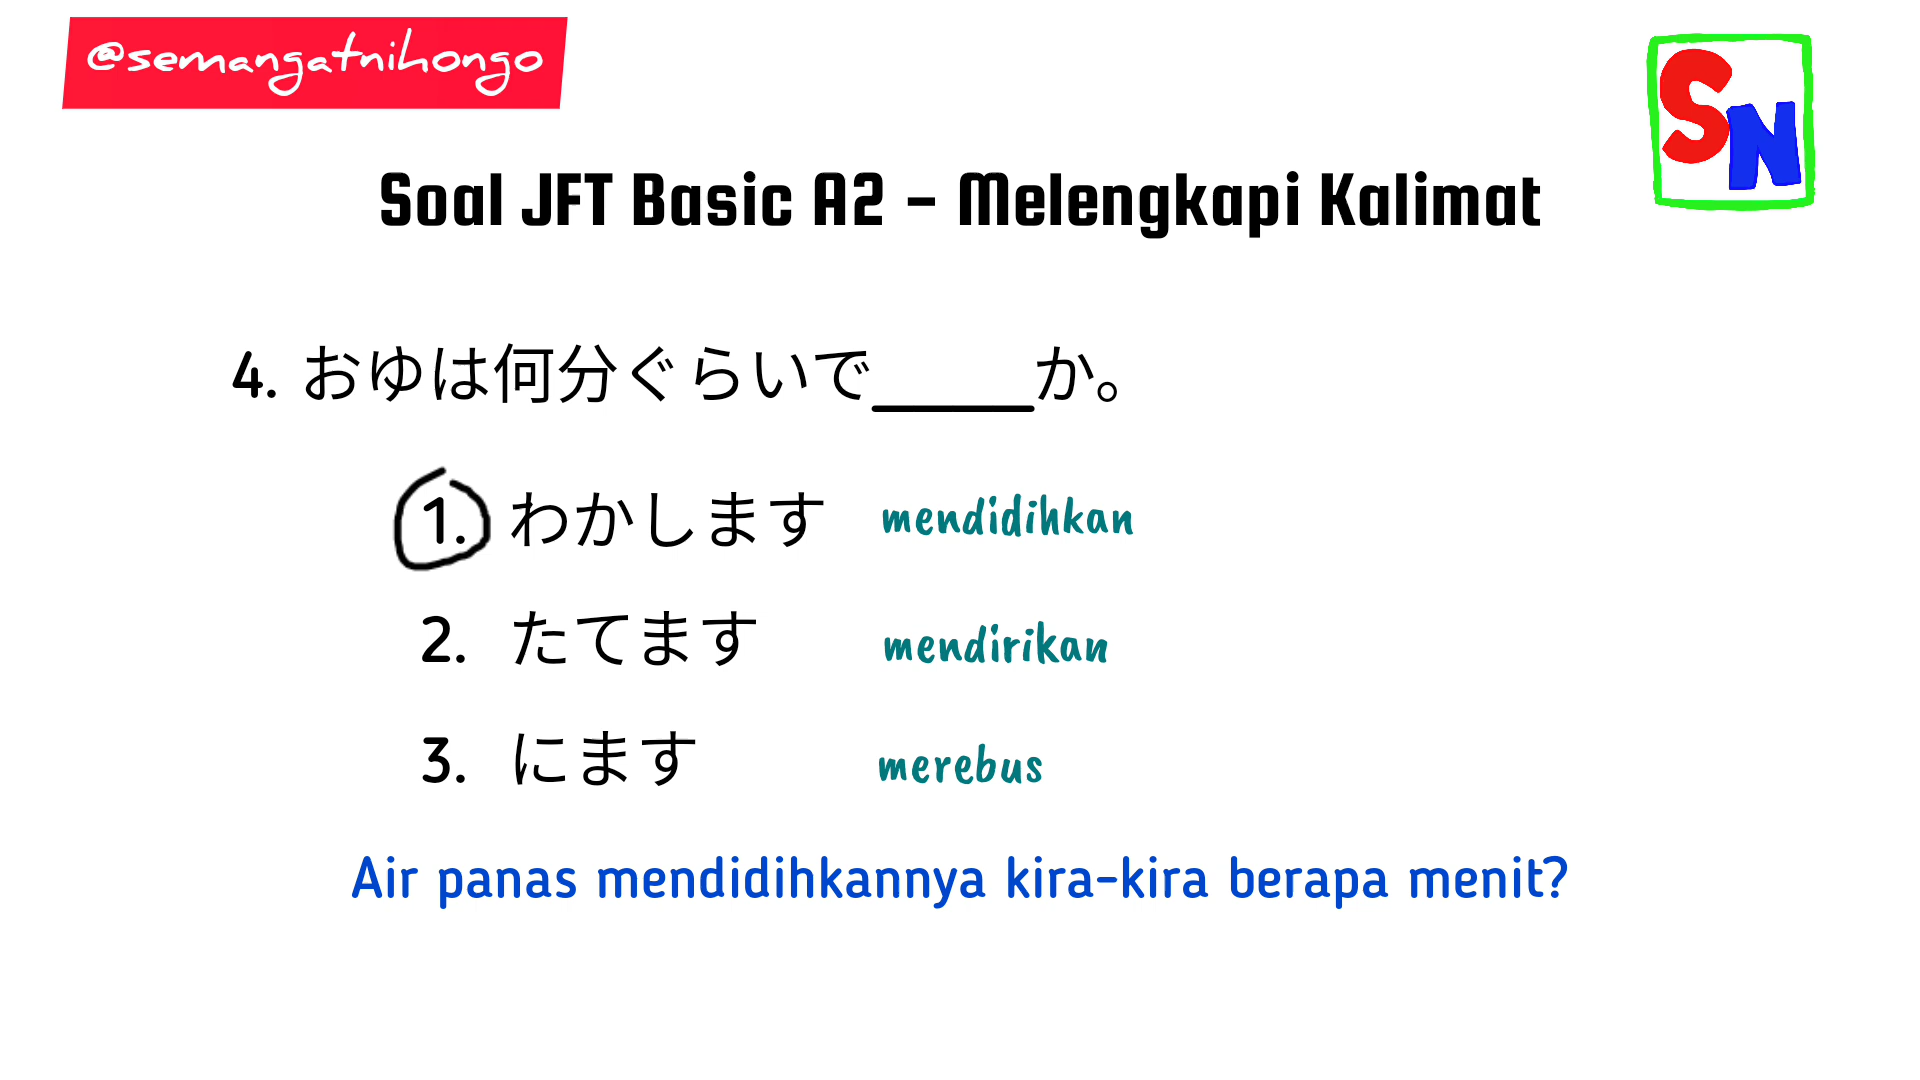 @semangatnihongo
SN
Soal JFT Basic A2 - Melengkapi Kalimat
4. おゆは何分ぐらいで_____か。
1. わかします mendidihkan
2. たてます mendirikan
3. にます merebus
Air panas mendidihkannya kira-kira berapa menit?